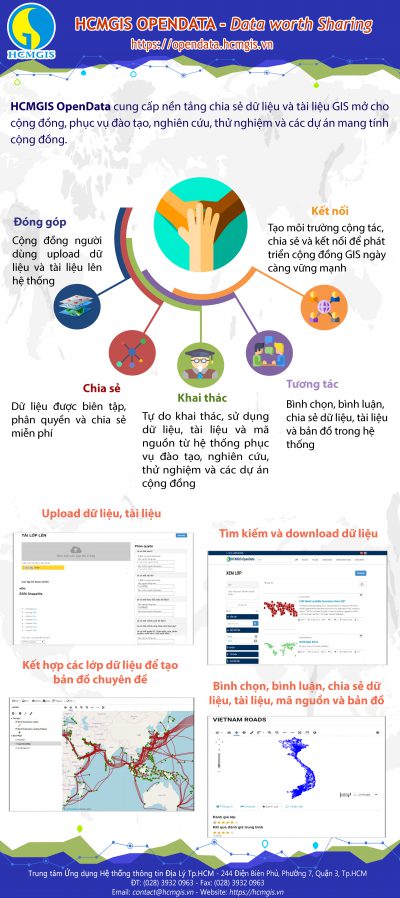 HCMGIS
HCMGIS OPENDATA - Data worth Sharing
https://opendata.hcmgis.vn
HCMGIS OpenData cung cấp nền tảng chia sẻ dữ liệu và tài liệu GIS mở cho
cộng đồng, phục vụ đào tạo, nghiên cứu, thử nghiệm và các dự án mang tính
cộng đồng.
Đóng góp
Cộng đồng người
dùng upload dữ
liệu và tài liệu lên
hệ thống
Kết nối
Tạo môi trường cộng tác,
chia sẻ và kết nối để phát
triển cộng đồng GIS ngày
càng vững mạnh
Chia sẻ
Dữ liệu được biên tập,
phân quyền và chia sẻ
miễn phí
Khai thác
Tự do khai thác, sử dụng
dữ liệu, tài liệu và mã
nguồn từ hệ thống phục
vụ đào tạo, nghiên cứu,
thử nghiệm và các dự án
cộng đồng
Tương tác
Bình chọn, bình luận,
chia sẻ dữ liệu, tài liệu
và bản đồ trong hệ
thống
Upload dữ liệu, tài liệu
TẢI LỚP LÊN
Tìm kiếm và download dữ liệu
XEM LỚP
Kết hợp các lớp dữ liệu để tạo
bản đồ chuyên đề
Bình chọn, bình luận, chia sẻ dữ
liệu, tài liệu, mã nguồn và bản đồ
VIETNAM ROADS
Trung tâm Ứng dụng Hệ thống thông tin Địa Lý Tp.HCM - 244 Điện Biên Phủ, Phường 7, Quận 3, Tp.HCM
ĐT: (028) 3932 0963 - Fax: (028) 3932 0963
Email: contact@hcmgis.vn - Website: https://hcmgis.vn